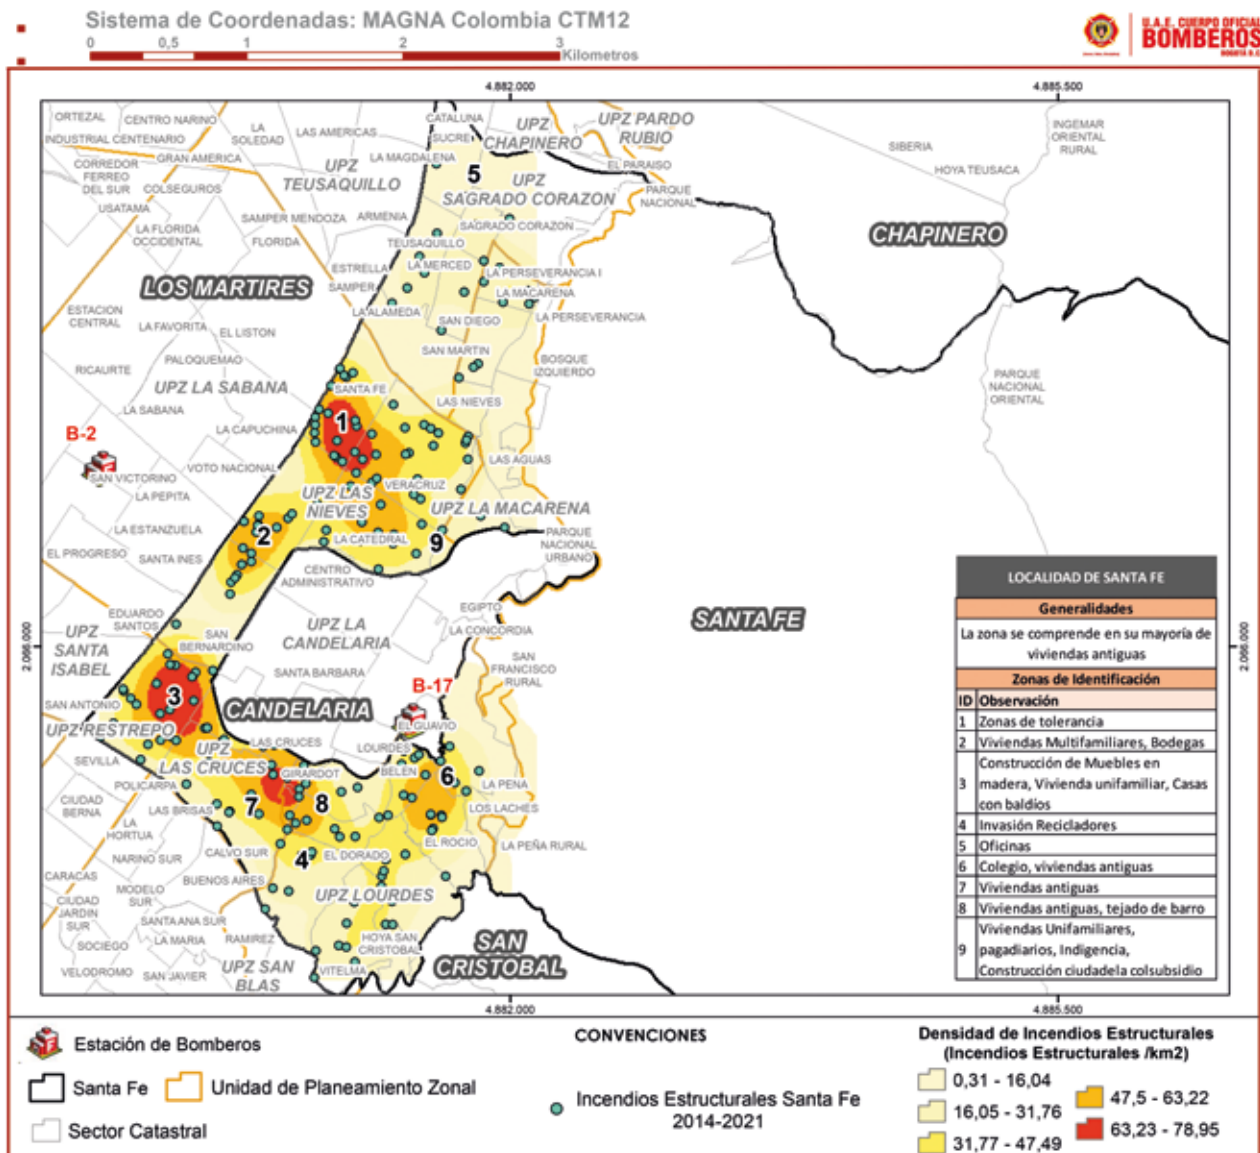 Sistema de Coordenadas: MAGNA Colombia CTM12
0 0,5 1 2 3
Kilometros
U.A.E. CUERPO OFICIAL
BOMBEROS
BOGOTÁ D.C.
4.882.000 4.885.500
ORTEZAL
CENTRO NARINO
INDUSTRIAL CENTENARIO
LA SOLEDAD
LAS AMERICAS
CATALUNA
SUCRE
UPZ CHAPINERO
UPZ PARDO RUBIO
INGEMAR ORIENTAL RURAL
SIBERIA
HOYA TEUSACA
CORREDOR FERREO DEL SUR
GRAN AMERICA
COLSEGUROS
USATAMA
UPZ TEUSAQUILLO
LA MAGDALENA
5
EL PARAISO
PARQUE NACIONAL
UPZ SAGRADO CORAZON
SAGRADO CORAZON
SAMPER MENDOZA
ARMENIA
LA FLORIDA OCCIDENTAL
FLORIDA
TEUSAQUILLO
CHAPINERO
LOS MARTIRES
ESTRELLA
SAMPER
LA MERCED
LA PERSEVERANCIA I
LA MACARENA
LA PERSEVERANCIA
ESTACION CENTRAL
LA FAVORITA
EL LISTON
LA ALAMEDA
SAN DIEGO
PALOQUEMAO
RICAURTE
UPZ LA SABANA
SAN MARTIN
BOSQUE IZQUIERDO
PARQUE NACIONAL ORIENTAL
SANTA FE
LAS NIEVES
LA SABANA
LA CAPUCHINA
1
B-2
SAN VICTORINO
VOTO NACIONAL
LAS AGUAS
LA PEPITA
UPZ LAS NIEVES
VERACRUZ
UPZ LA MACARENA
LA ESTANZUELA
2
LA CATEDRAL
9
PARQUE NACIONAL URBANO
EL PROGRESO
SANTA INES
CENTRO ADMINISTRATIVO
EDUARDO SANTOS
UPZ SANTA ISABEL
SAN BERNARDINO
UPZ LA CANDELARIA
EGIPTO
LA CONCORDIA
SANTA FE
2.066.000 2.066.000
SANTA BARBARA
SAN FRANCISCO RURAL
3
B-17
SAN ANTONIO
CANDELARIA
UPZ RESTREPO
EL GUAVIO
SEVILLA
UPZ LAS CRUCES
LAS CRUCES
LOURDES
POLICARPA
GIRARDOT
BELEN
6
LA PENA
CIUDAD BERNA
LAS BRISAS
7
8
LOS LACHES
LA HORTUA
EL ROCIO
LA PEÑA RURAL
NARINO SUR
CALVO SUR
4
EL DORADO
CARACAS
MODELO SUR
BUENOS AIRES
UPZ LOURDES
CIUDAD JARDIN SUR
SANTA ANA SUR
SOCIEGO
LA MARIA
RAMIREZ
HOYA SAN CRISTOBAL
SAN CRISTOBAL
VELODROMO
SAN JAVIER
UPZ SAN BLAS
VITELMA
4.882.000 4.885.500
LOCALIDAD DE SANTA FE
Generalidades
La zona se comprende en su mayoría de
viviendas antiguas
Zonas de Identificación
ID Observación
1 Zonas de tolerancia
2 Viviendas Multifamiliares, Bodegas
3 Construcción de Muebles en
madera, Vivienda unifamiliar, Casas
con baldíos
4 Invasión Recicladores
5 Oficinas
6 Colegio, viviendas antiguas
7 Viviendas antiguas
8 Viviendas antiguas, tejado de barro
9 Viviendas Unifamiliares,
pagadiarios, Indigencia,
Construcción ciudadela colsubsidio
CONVENCIONES
Estación de Bomberos
Santa Fe
Unidad de Planeamiento Zonal
Sector Catastral
Incendios Estructurales Santa Fe
2014-2021
Densidad de Incendios Estructurales
(Incendios Estructurales /km2)
0,31 - 16,04
16,05 - 31,76
31,77 - 47,49
47,5 - 63,22
63,23 - 78,95